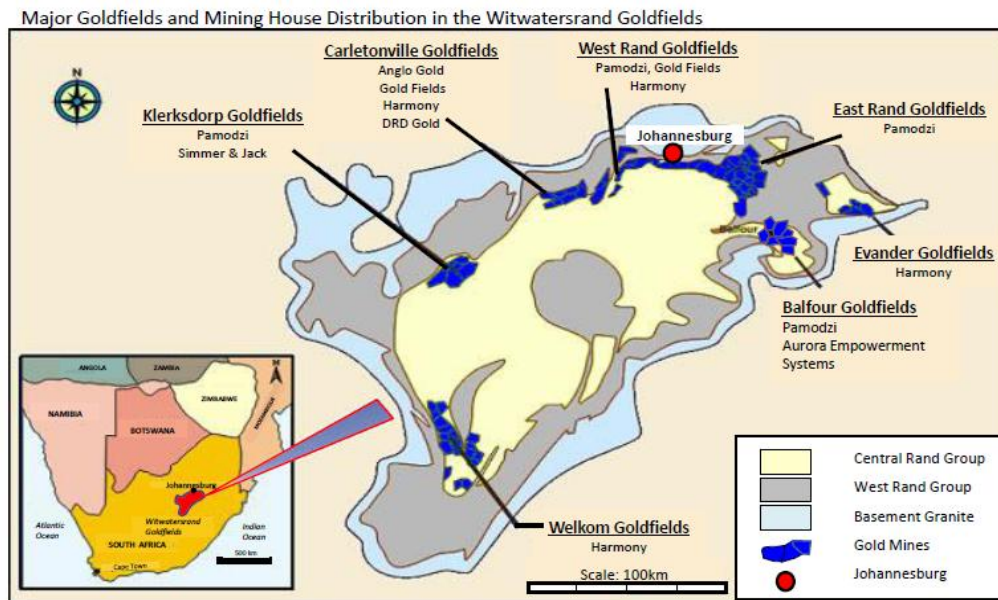 Major Goldfields and Mining House Distribution in the Witwatersrand Goldfields
N
Carletonville Goldfields
Anglo Gold
Gold Fields
Harmony
DRD Gold
West Rand Goldfields
Pamodzi, Gold Fields
Harmony
Klerksdorp Goldfields
Pamodzi
Simmer & Jack
Johannesburg
East Rand Goldfields
Pamodzi
Balfour
Evander Goldfields
Harmony
Balfour Goldfields
Pamodzi
Aurora Empowerment
Systems
Welkom Goldfields
Harmony
Scale: 100km
ANGOLA
ZAMBIA
ZIMBABWE
NAMIBIA
BOTSWANA
Johannesburg
Witwatersrand
Goldfields
Atlantic
Ocean
Indian
Ocean
SOUTH AFRICA
500 km
Cape Town
Central Rand Group
West Rand Group
Basement Granite
Gold Mines
Johannesburg